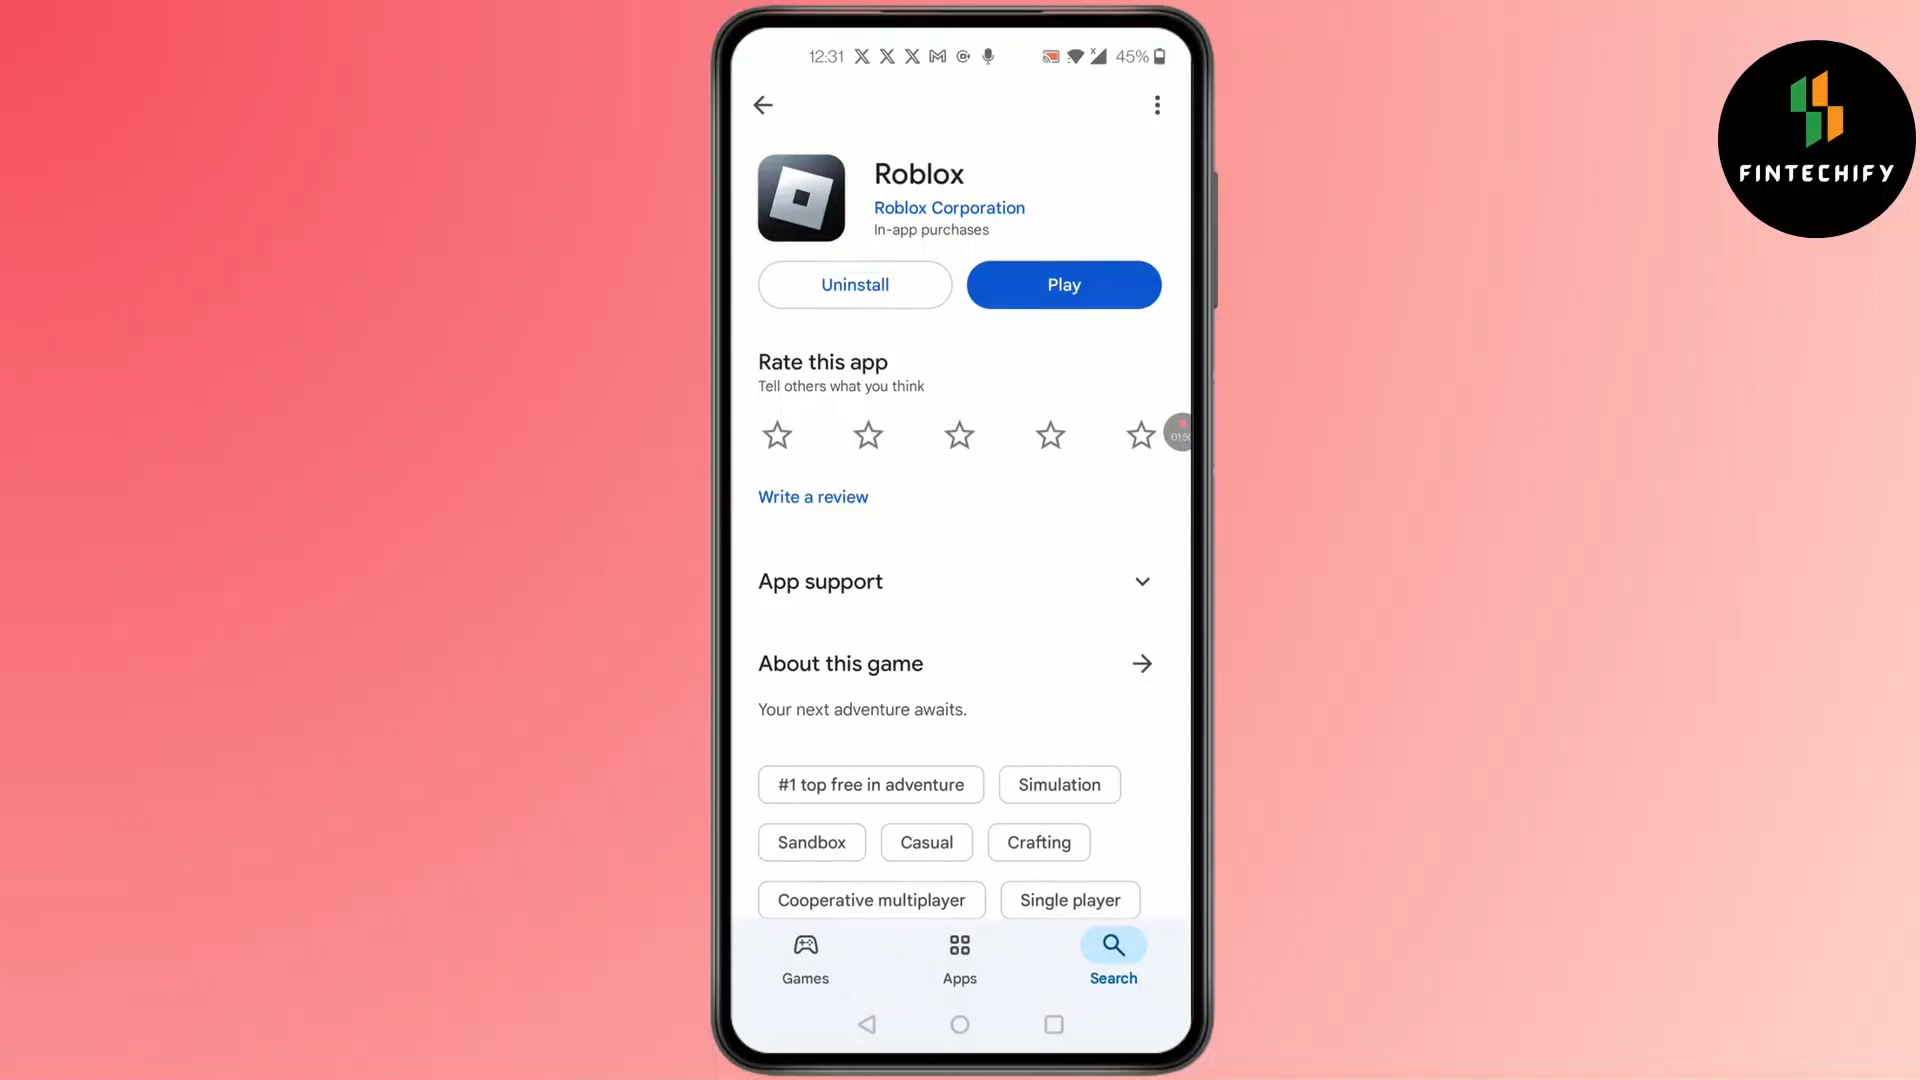 12:31 45%
FINTECHIFY
Roblox
Roblox Corporation
In-app purchases
Uninstall Play
Rate this app
Tell others what you think
Write a review
App support
About this game
Your next adventure awaits.
#1 top free in adventure Simulation
Sandbox Casual Crafting
Cooperative multiplayer Single player
Games Apps Search